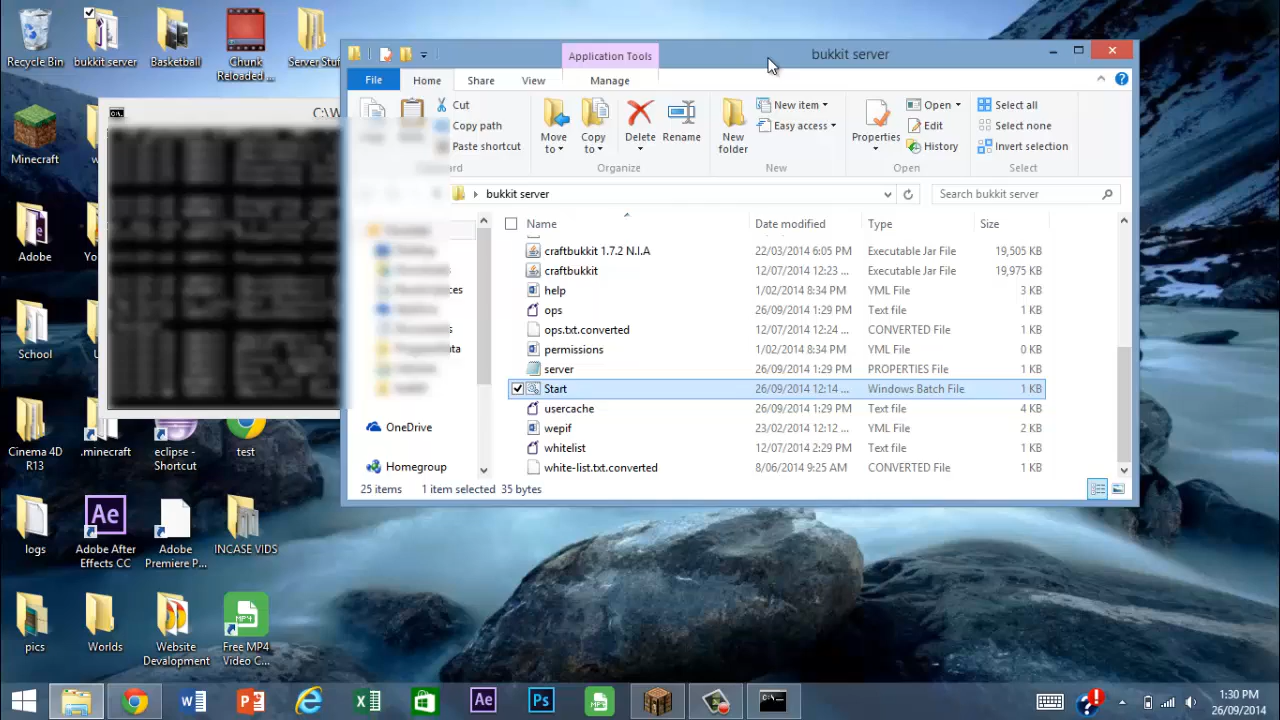 Recycle Bin
bukkit server
Basketball
Chunk Reloaded ...
Server Stuff
Minecraft
Adobe
School
Cinema 4D R13
.minecraft
eclipse - Shortcut
test
logs
Adobe After Effects CC
Adobe Premiere P...
INCASE VIDS
pics
Worlds
Website Devalopment
Free MP4 Video C...
C:\W
Application Tools
bukkit server
File Home Share View Manage
Cut
Copy path
Paste shortcut
Move to
Copy to
Delete
Rename
Organize
New folder
New item
Easy access
New
Properties
Open
Edit
History
Open
Select all
Select none
Invert selection
Select
bukkit server
Search bukkit server
Name Date modified Type Size
craftbukkit 1.7.2 N.I.A 22/03/2014 6:05 PM Executable Jar File 19,505 KB
craftbukkit 12/07/2014 12:23 ... Executable Jar File 19,975 KB
help 1/02/2014 8:34 PM YML File 3 KB
ops 26/09/2014 1:29 PM Text file 1 KB
ops.txt.converted 12/07/2014 12:24 ... CONVERTED File 1 KB
permissions 1/02/2014 8:34 PM YML File 0 KB
server 26/09/2014 1:29 PM PROPERTIES File 1 KB
Start 26/09/2014 12:14 ... Windows Batch File 1 KB
usercache 26/09/2014 1:29 PM Text file 4 KB
wepif 23/02/2014 12:12 ... YML File 2 KB
whitelist 12/07/2014 2:29 PM Text file 1 KB
white-list.txt.converted 8/06/2014 9:25 AM CONVERTED File 1 KB
OneDrive
Homegroup
25 items 1 item selected 35 bytes
1:30 PM
26/09/2014